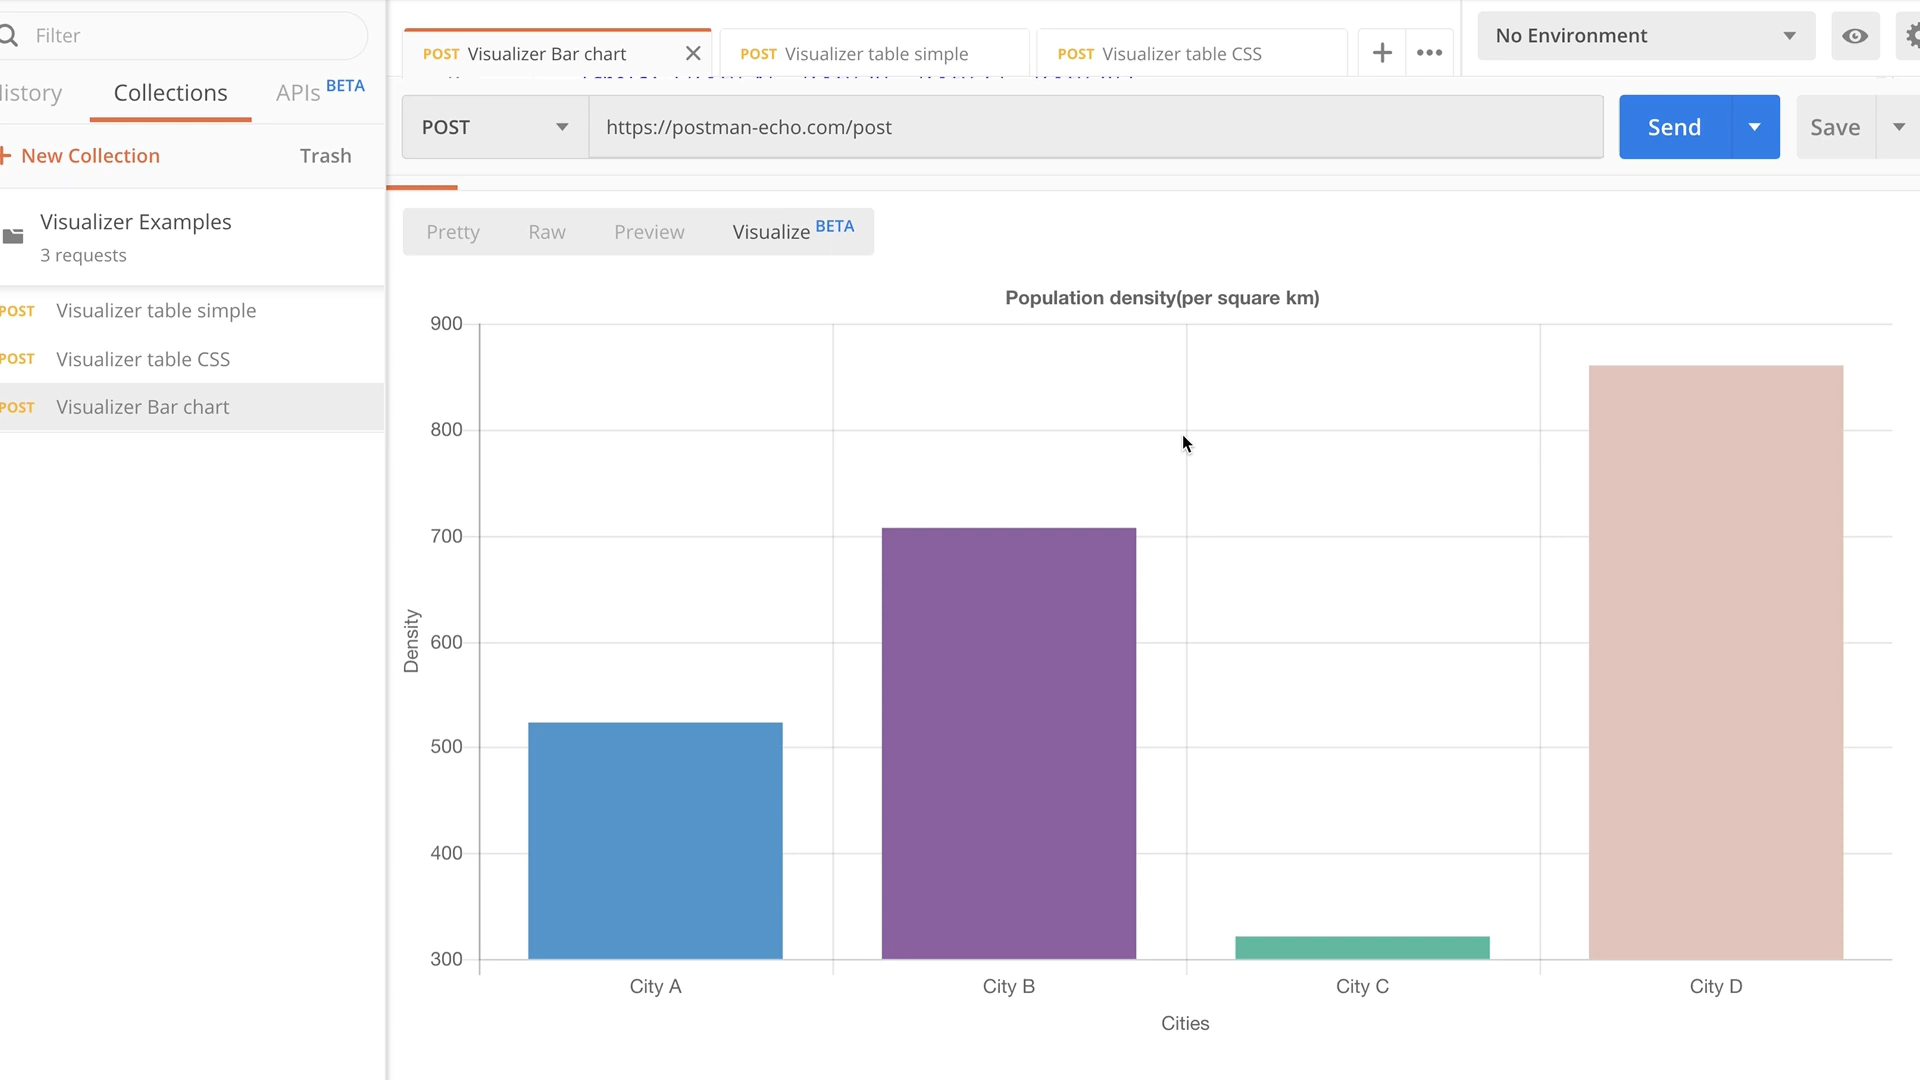 Filter
History Collections APIs BETA
New Collection Trash
Visualizer Examples
3 requests
POST Visualizer table simple
POST Visualizer table CSS
POST Visualizer Bar chart
POST Visualizer Bar chart
POST Visualizer table simple
POST Visualizer table CSS
No Environment
POST
https://postman-echo.com/post
Send
Save
Pretty Raw Preview Visualize BETA
Population density(per square km)
900
800
700
600
500
400
300
Density
City A City B City C City D
Cities